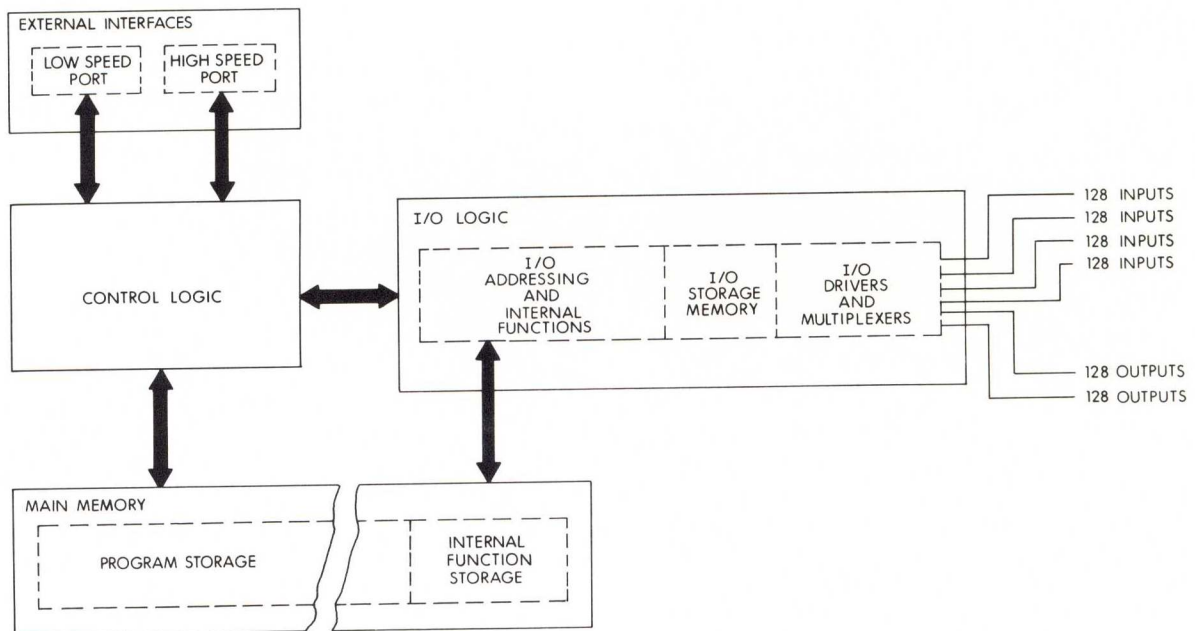 EXTERNAL INTERFACES
LOW SPEED
PORT
HIGH SPEED
PORT
CONTROL LOGIC
I/O LOGIC
I/O
ADDRESSING
AND
INTERNAL
FUNCTIONS
I/O
STORAGE
MEMORY
I/O
DRIVERS
AND
MULTIPLEXERS
128 INPUTS
128 INPUTS
128 INPUTS
128 INPUTS
128 OUTPUTS
128 OUTPUTS
MAIN MEMORY
PROGRAM STORAGE
INTERNAL
FUNCTION
STORAGE